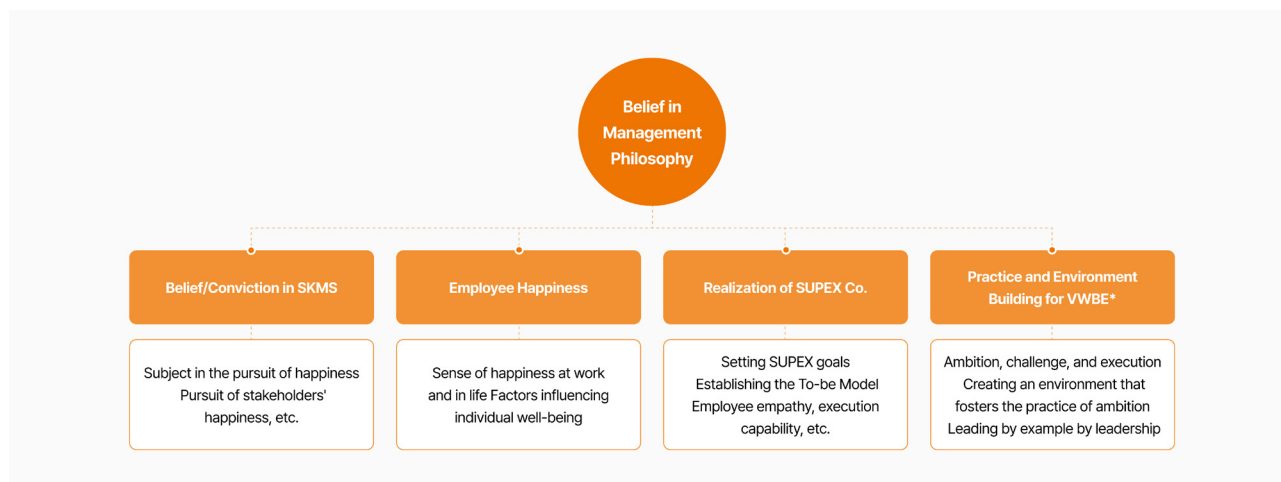 Belief in
Management
Philosophy
Belief/Conviction in SKMS
Subject in the pursuit of happiness
Pursuit of stakeholders'
happiness, etc.
Employee Happiness
Sense of happiness at work
and in life Factors influencing
individual well-being
Realization of SUPEX Co.
Setting SUPEX goals
Establishing the To-be Model
Employee empathy, execution
capability, etc.
Practice and Environment
Building for VWBE*
Ambition, challenge, and execution
Creating an environment that
fosters the practice of ambition
Leading by example by leadership